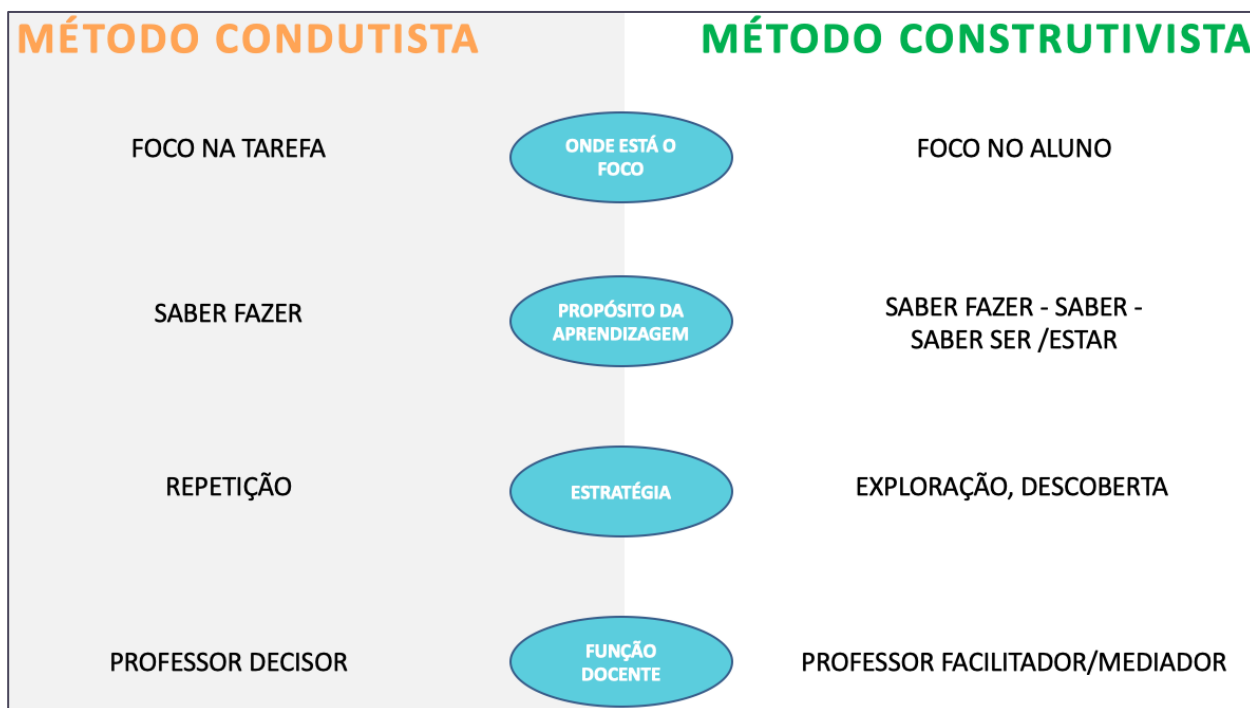 MÉTODO CONDUTISTA
MÉTODO CONSTRUTIVISTA
FOCO NA TAREFA
ONDE ESTÁ O
FOCO
FOCO NO ALUNO
SABER FAZER
PROPÓSITO DA
APRENDIZAGEM
SABER FAZER - SABER -
SABER SER /ESTAR
REPETIÇÃO
ESTRATÉGIA
EXPLORAÇÃO, DESCOBERTA
PROFESSOR DECISOR
FUNÇÃO
DOCENTE
PROFESSOR FACILITADOR/MEDIADOR